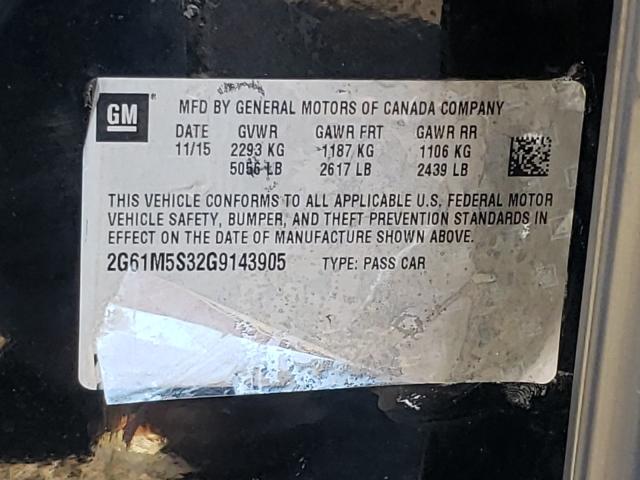 GM ® MFD BY GENERAL MOTORS OF CANADA COMPANY
DATE GVWR GAWR FRT GAWR RR
11/15 2293 KG 1187 KG 1106 KG
5056 LB 2617 LB 2439 LB
THIS VEHICLE CONFORMS TO ALL APPLICABLE U.S. FEDERAL MOTOR
VEHICLE SAFETY, BUMPER, AND THEFT PREVENTION STANDARDS IN
EFFECT ON THE DATE OF MANUFACTURE SHOWN ABOVE.
2G61M5S32G9143905 TYPE: PASS CAR